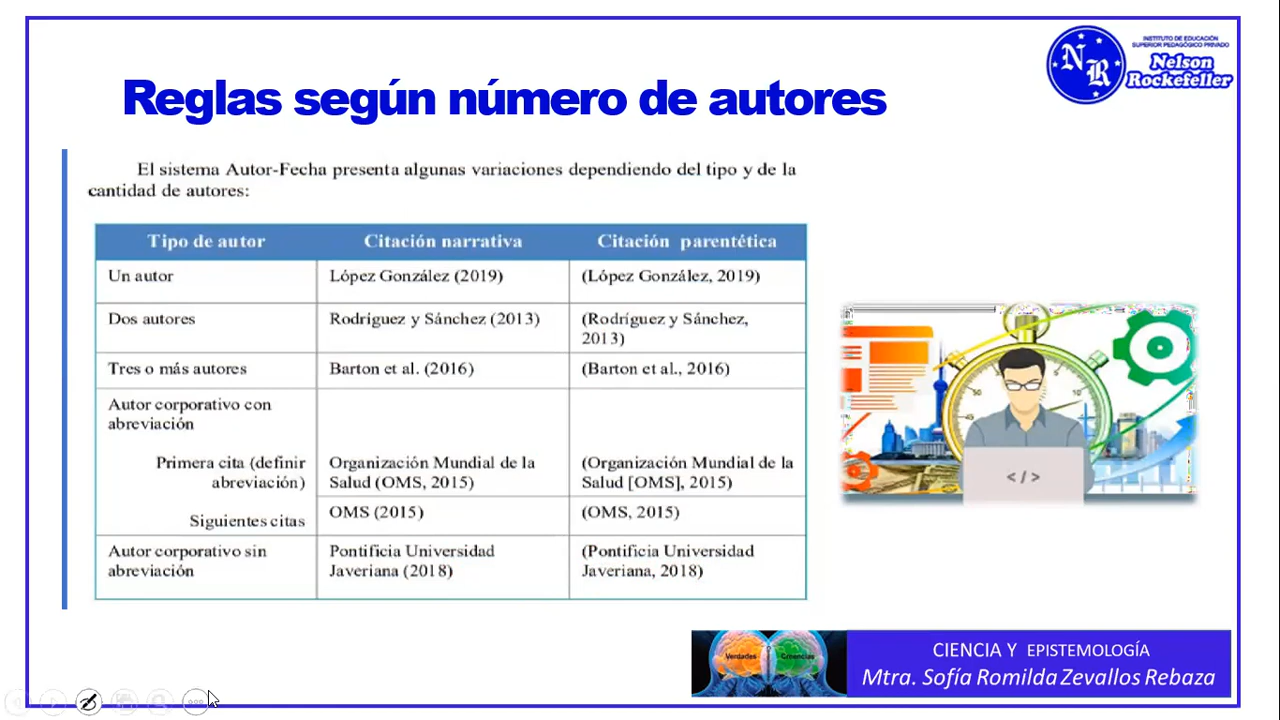 INSTITUTO DE EDUCACIÓN
SUPERIOR PEDAGÓGICO PRIVADO
Nelson
Rockefeller
NR
Reglas según número de autores
El sistema Autor-Fecha presenta algunas variaciones dependiendo del tipo y de la
cantidad de autores:
Tipo de autor Citación narrativa Citación parentética
Un autor López González (2019) (López González, 2019)
Dos autores Rodríguez y Sánchez (2013) (Rodríguez y Sánchez,
2013)
Tres o más autores Barton et al. (2016) (Barton et al., 2016)
Autor corporativo con
abreviación
Primera cita (definir Organización Mundial de la (Organización Mundial de la
abreviación) Salud (OMS, 2015) Salud [OMS], 2015)
Siguientes citas OMS (2015) (OMS, 2015)
Autor corporativo sin Pontificia Universidad (Pontificia Universidad
abreviación Javeriana (2018) Javeriana, 2018)
</>
Verdades Creencias
CIENCIA Y EPISTEMOLOGÍA
Mtra. Sofía Romilda Zevallos Rebaza